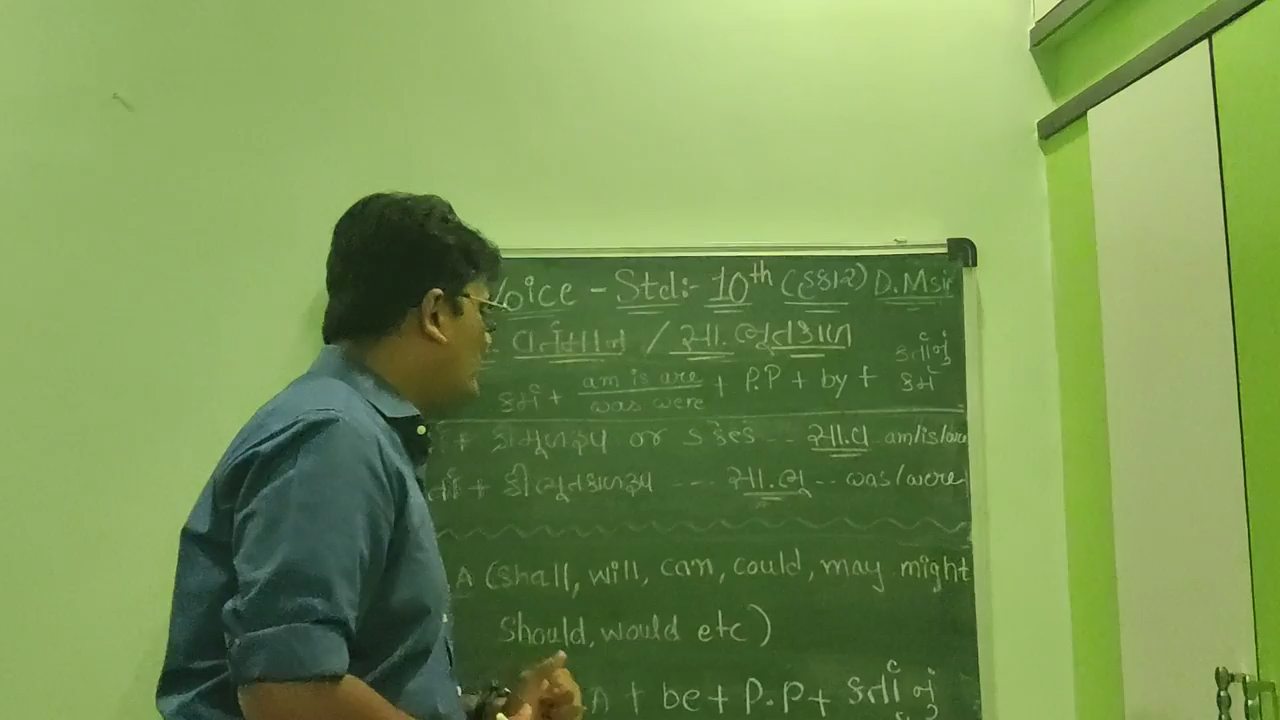 Voice - Std:- 10th (હકાર) D.Msir
વર્તમાન / સા. ભૂતકાળ
કર્મ + am is are / was were + P.P + by + કર્તાનું કર્મ
+ ક્રિ મૂળરૂપ or s કે es -- સા.વ am/is/are
ર્તા + ક્રિ ભૂતકાળરૂપ --- સા.ભૂ -- was/were
A (shall, will, can, could, may might
should, would etc)
A + be + P.P + કર્તાનું